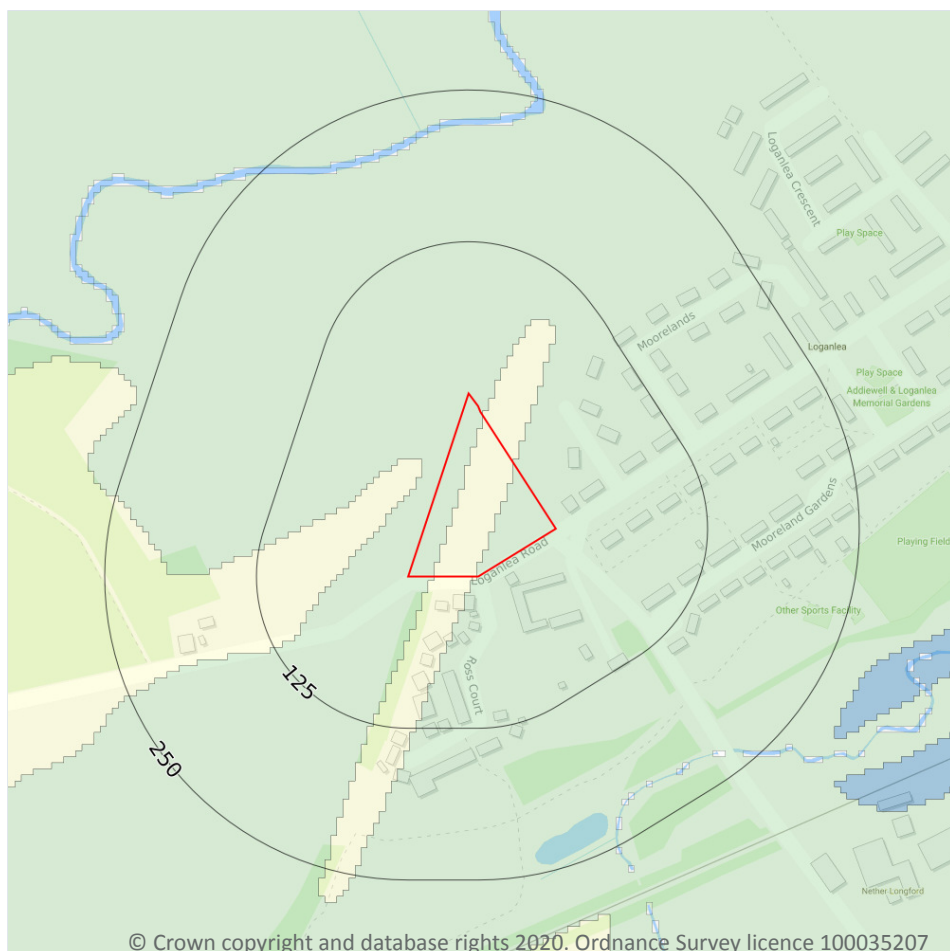 Loganlea Crescent
Play Space
Moorelands
Loganlea
Play Space
Addiewell & Loganlea
Memorial Gardens
Mooreland Gardens
Playing Field
Loganlea Road
Other Sports Facility
Ross Court
125
250
Nether Longford
© Crown copyright and database rights 2020. Ordnance Survey licence 100035207